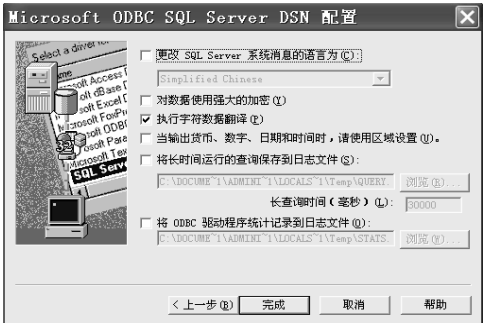 Microsoft ODBC SQL Server DSN 配置
Select a driver for
更改 SQL Server 系统消息的语言为(C):
Simplified Chinese
对数据使用强大的加密(Y)
执行字符数据翻译(P)
当输出货币、数字、日期和时间时,请使用区域设置(U)。
将长时间运行的查询保存到日志文件(S):
C:\DOCUME~1\ADMINI~1\LOCALS~1\Temp\QUERY.
浏览(B)...
长查询时间(毫秒)(L):
30000
将 ODBC 驱动程序统计记录到日志文件(O):
C:\DOCUME~1\ADMINI~1\LOCALS~1\Temp\STATS.
浏览(W)...
SQL Serv
<上一步(B)
完成
取消
帮助